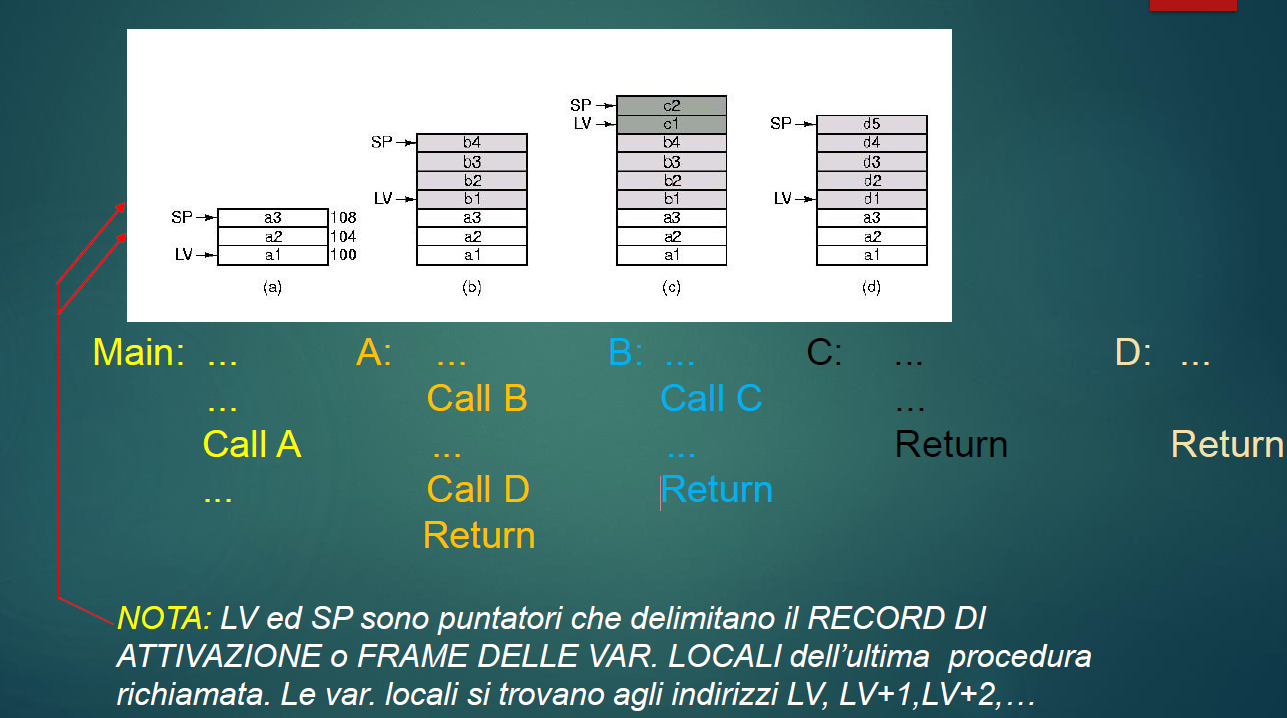 SP c2
LV c1
SP b4 b4 SP d5
b3 b3 d4
b2 b2 d3
d2
LV b1 b1 LV d1
SP a3 108 a3 a3 a3
a2 104 a2 a2 a2
LV a1 100 a1 a1 a1
(a) (b) (c) (d)
Main: ... A: ... B: ... C: ... D: ...
... Call B Call C ...
Call A ... ... Return Return
... Call D Return
Return
NOTA: LV ed SP sono puntatori che delimitano il RECORD DI
ATTIVAZIONE o FRAME DELLE VAR. LOCALI dell'ultima procedura
richiamata. Le var. locali si trovano agli indirizzi LV, LV+1,LV+2,...